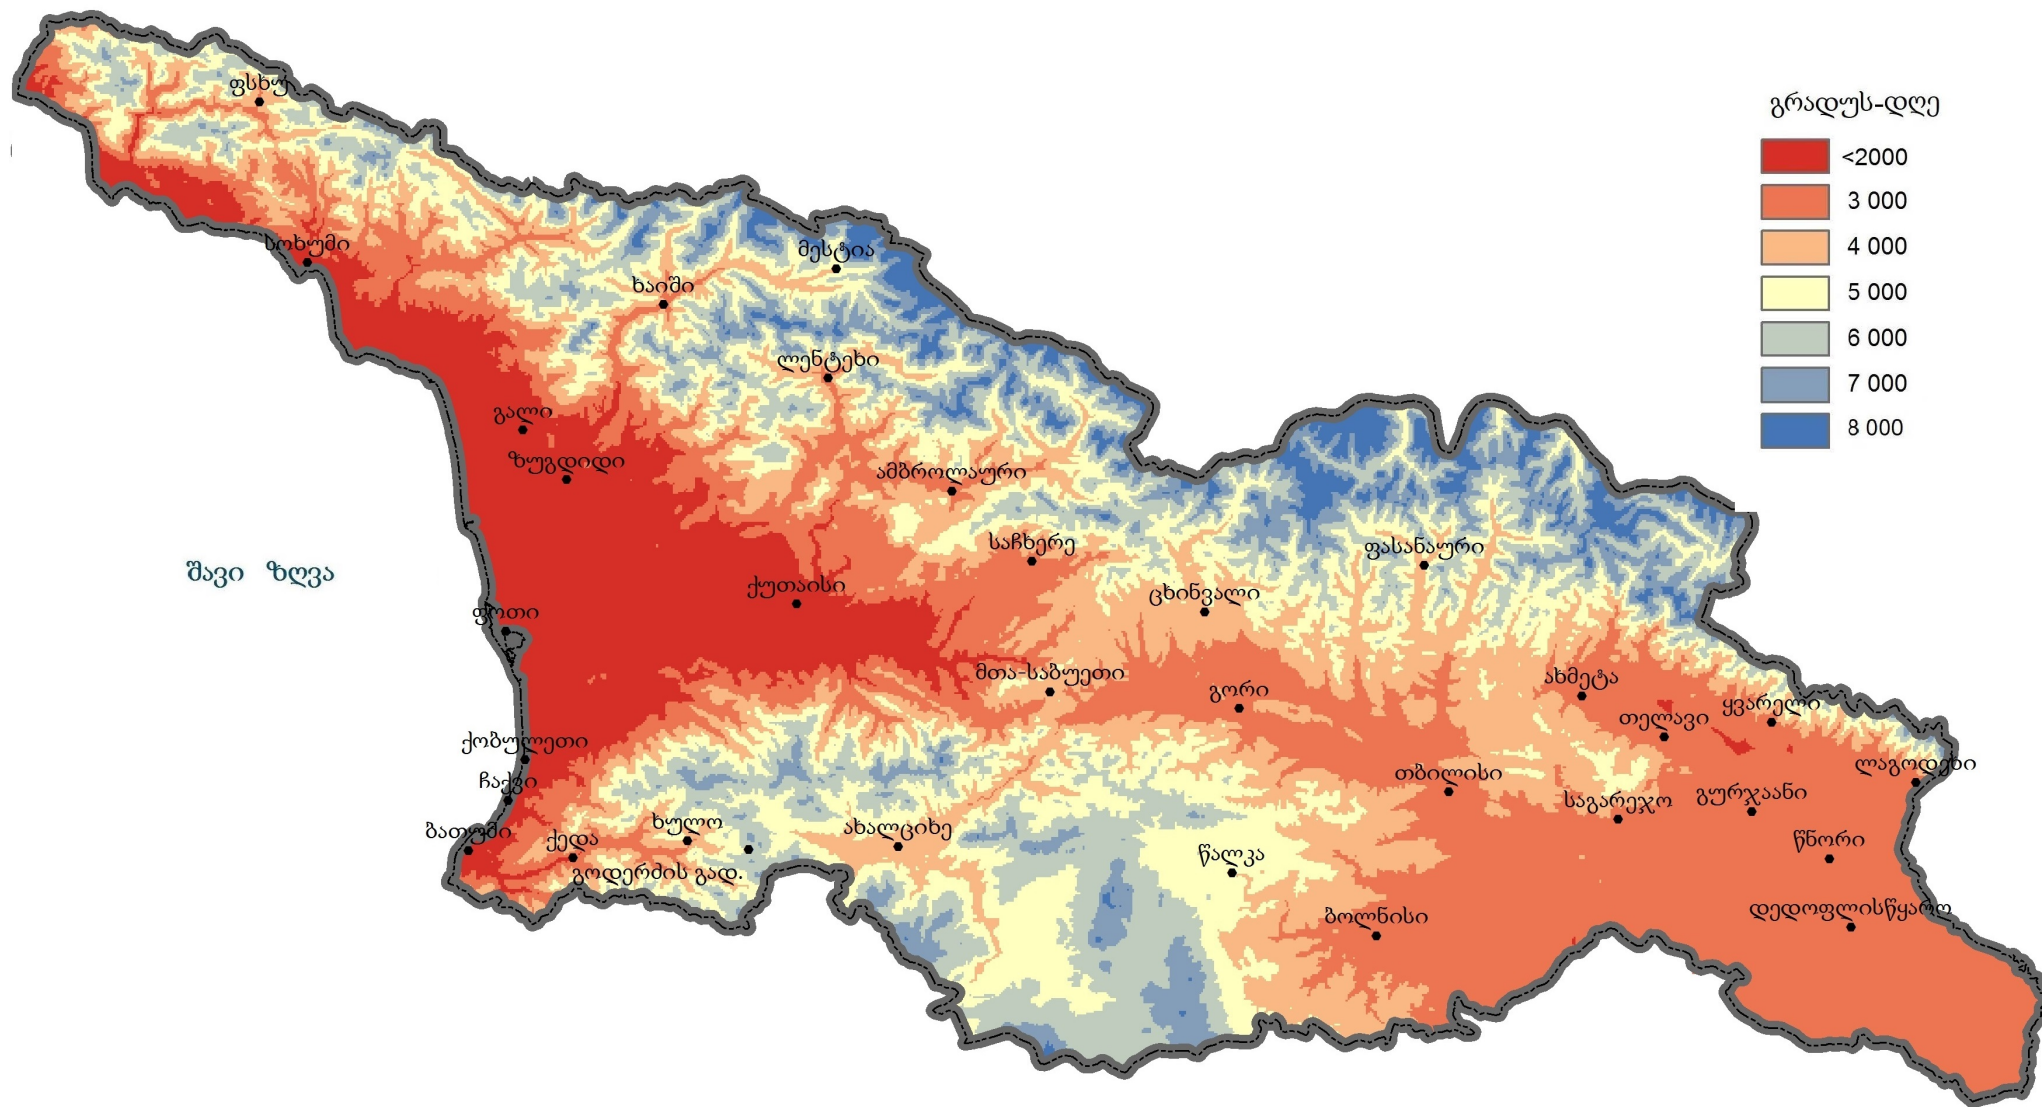 გრადუს-დღე
<2000
3 000
4 000
5 000
6 000
7 000
8 000
ფსხუ
სოხუმი
მესტია
ხაიში
ლენტეხი
გალი
ზუგდიდი
ამბროლაური
საჩხერე
ფასანაური
შავი ზღვა
ქუთაისი
ცხინვალი
ფოთი
მთა-საბუეთი
გორი
ახმეტა
ყვარელი
თელავი
ქობულეთი
ლაგოდეხი
თბილისი
ჩაქვი
საგარეჯო
გურჯაანი
ბათუმი
ქედა
ხულო
ახალციხე
წნორი
წალკა
გოდერძის გად.
ბოლნისი
დედოფლისწყარო